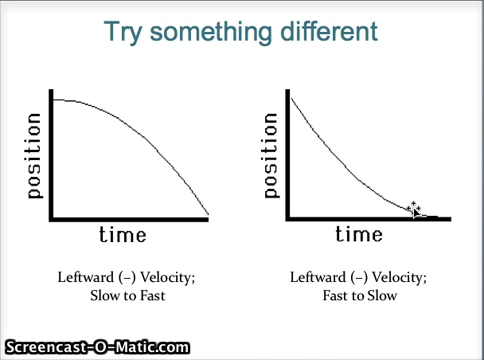 Try something different
position
time
position
time
Leftward (–) Velocity;
Slow to Fast
Leftward (–) Velocity;
Fast to Slow
Screencast-O-Matic.com